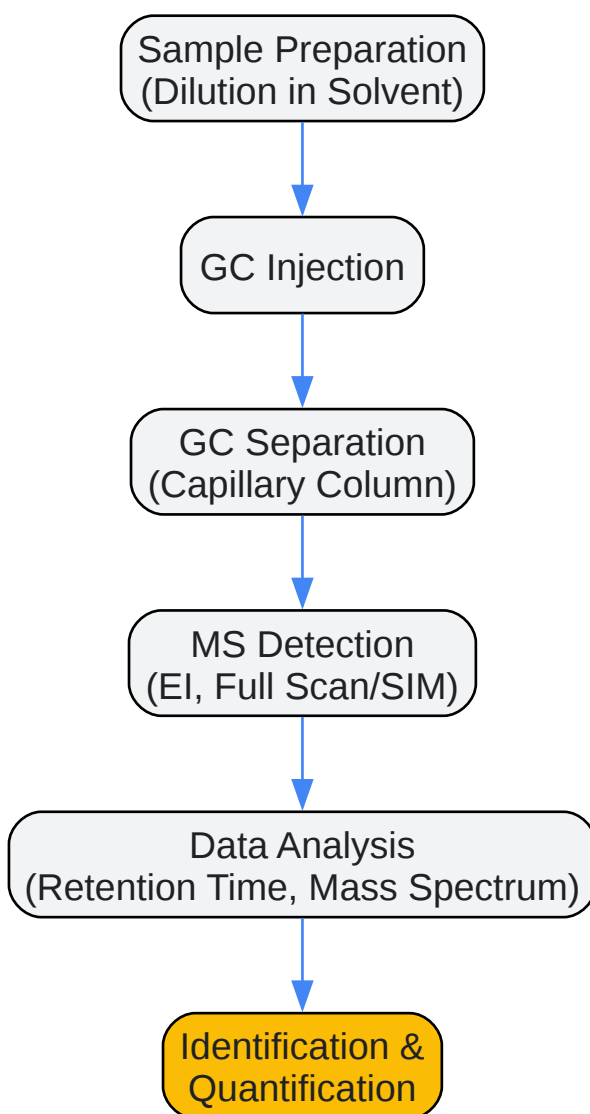 Sample Preparation
(Dilution in Solvent)
GC Injection
GC Separation
(Capillary Column)
MS Detection
(EI, Full Scan/SIM)
Data Analysis
(Retention Time, Mass Spectrum)
Identification &
Quantification